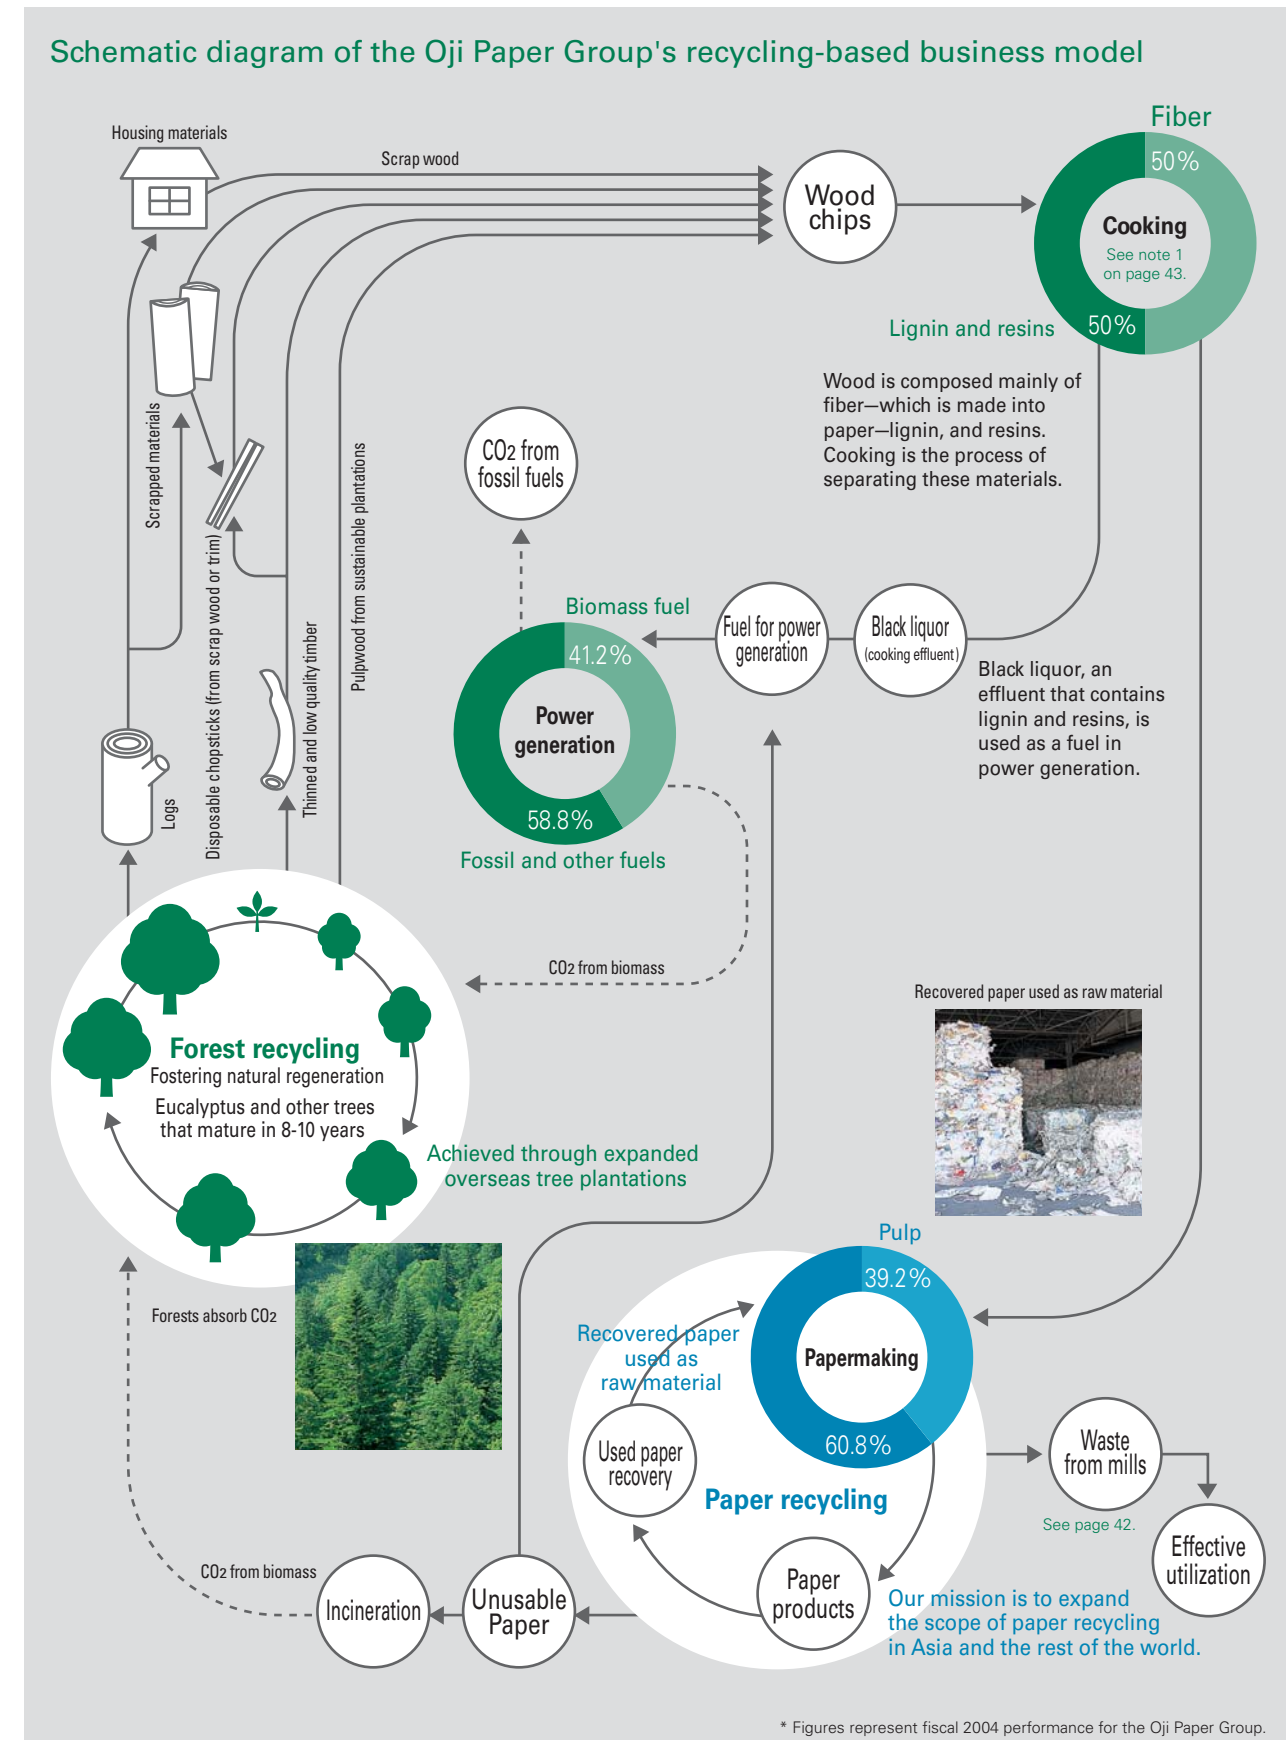 Schematic diagram of the Oji Paper Group's recycling-based business model
Housing materials
Scrap wood
Wood
chips
Fiber
50%
Cooking
See note 1
on page 43.
Lignin and resins
50%
Wood is composed mainly of
fiber—which is made into
paper—lignin, and resins.
Cooking is the process of
separating these materials.
Scrapped materials
Disposable chopsticks (from scrap wood or trim)
Thinned and low quality timber
Pulpwood from sustainable plantations
Logs
CO2 from
fossil fuels
Biomass fuel
41.2%
Power
generation
58.8%
Fossil and other fuels
Fuel for power
generation
Black liquor
(cooking effluent)
Black liquor, an
effluent that contains
lignin and resins, is
used as a fuel in
power generation.
CO2 from biomass
Forest recycling
Fostering natural regeneration
Eucalyptus and other trees
that mature in 8-10 years
Achieved through expanded
overseas tree plantations
Recovered paper used as raw material
Forests absorb CO2
Pulp
39.2%
Papermaking
60.8%
Recovered paper
used as
raw material
Used paper
recovery
Paper recycling
Paper
products
Waste
from mills
See page 42.
Effective
utilization
Our mission is to expand
the scope of paper recycling
in Asia and the rest of the world.
CO2 from biomass
Incineration
Unusable
Paper
* Figures represent fiscal 2004 performance for the Oji Paper Group.